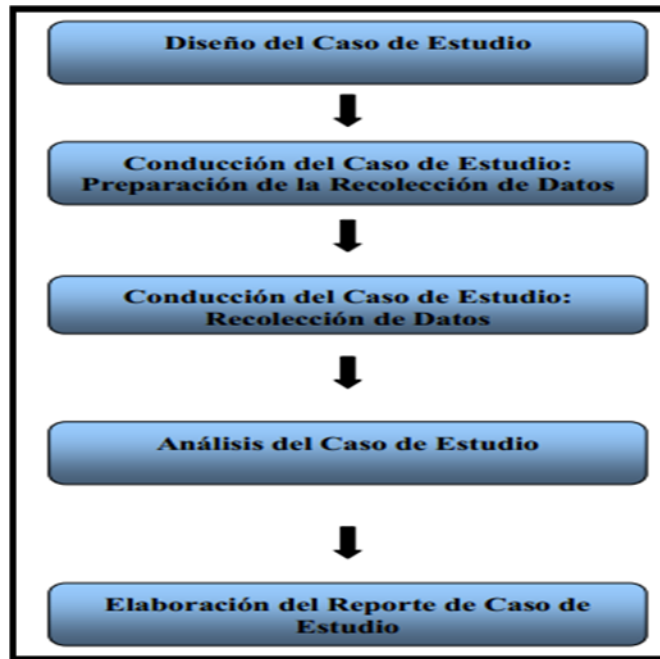 Diseño del Caso de Estudio
Conducción del Caso de Estudio:
Preparación de la Recolección de Datos
Conducción del Caso de Estudio:
Recolección de Datos
Análisis del Caso de Estudio
Elaboración del Reporte de Caso de
Estudio